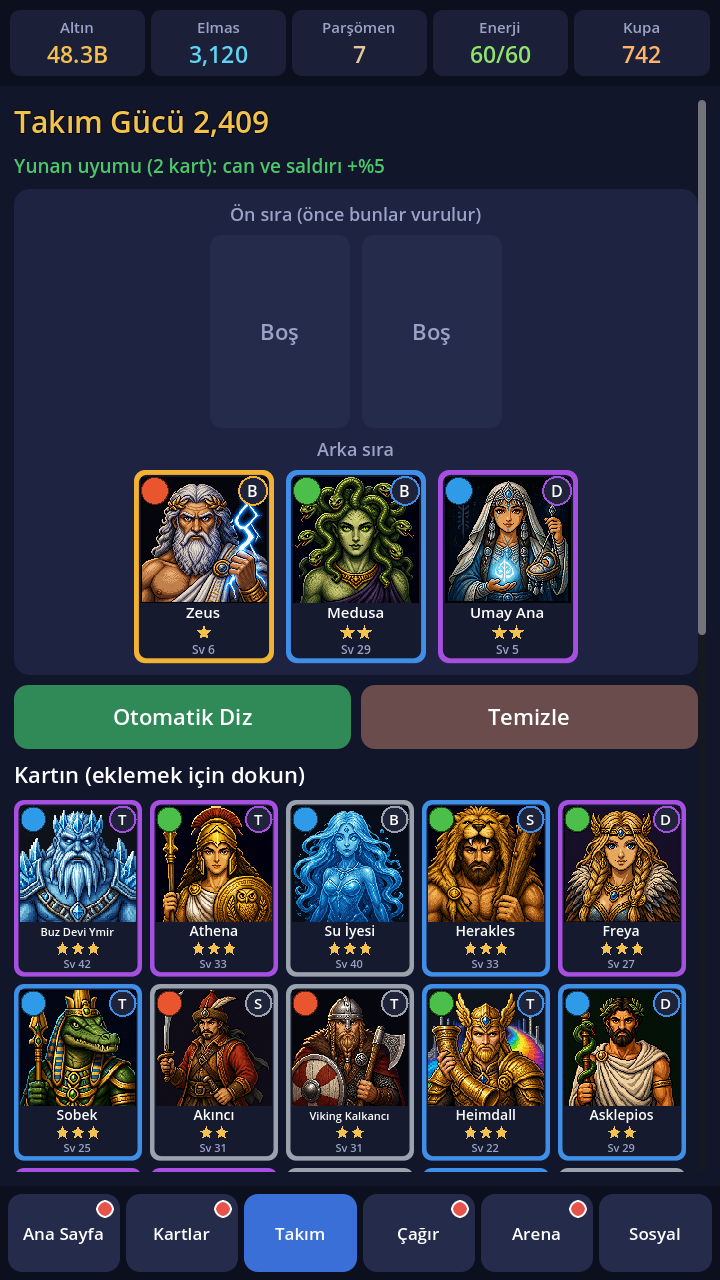 Altın
48.3B
Elmas
3,120
Parşömen
7
Enerji
60/60
Kupa
742
Takım Gücü 2,409
Yunan uyumu (2 kart): can ve saldırı +%5
Ön sıra (önce bunlar vurulur)
Boş
Boş
Arka sıra
B
Zeus
Sv 6
B
Medusa
Sv 29
D
Umay Ana
Sv 5
Otomatik Diz
Temizle
Kartın (eklemek için dokun)
T
Buz Devi Ymir
Sv 42
T
Athena
Sv 33
B
Su İyesi
Sv 40
S
Herakles
Sv 33
D
Freya
Sv 27
T
Sobek
Sv 25
S
Akıncı
Sv 31
T
Viking Kalkancı
Sv 31
T
Heimdall
Sv 22
D
Asklepios
Sv 29
Ana Sayfa
Kartlar
Takım
Çağır
Arena
Sosyal